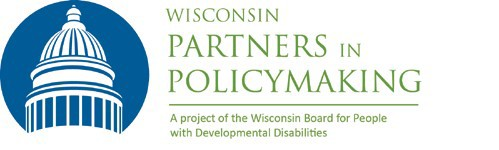 WISCONSIN
PARTNERS IN
POLICYMAKING
A project of the Wisconsin Board for People
with Developmental Disabilities